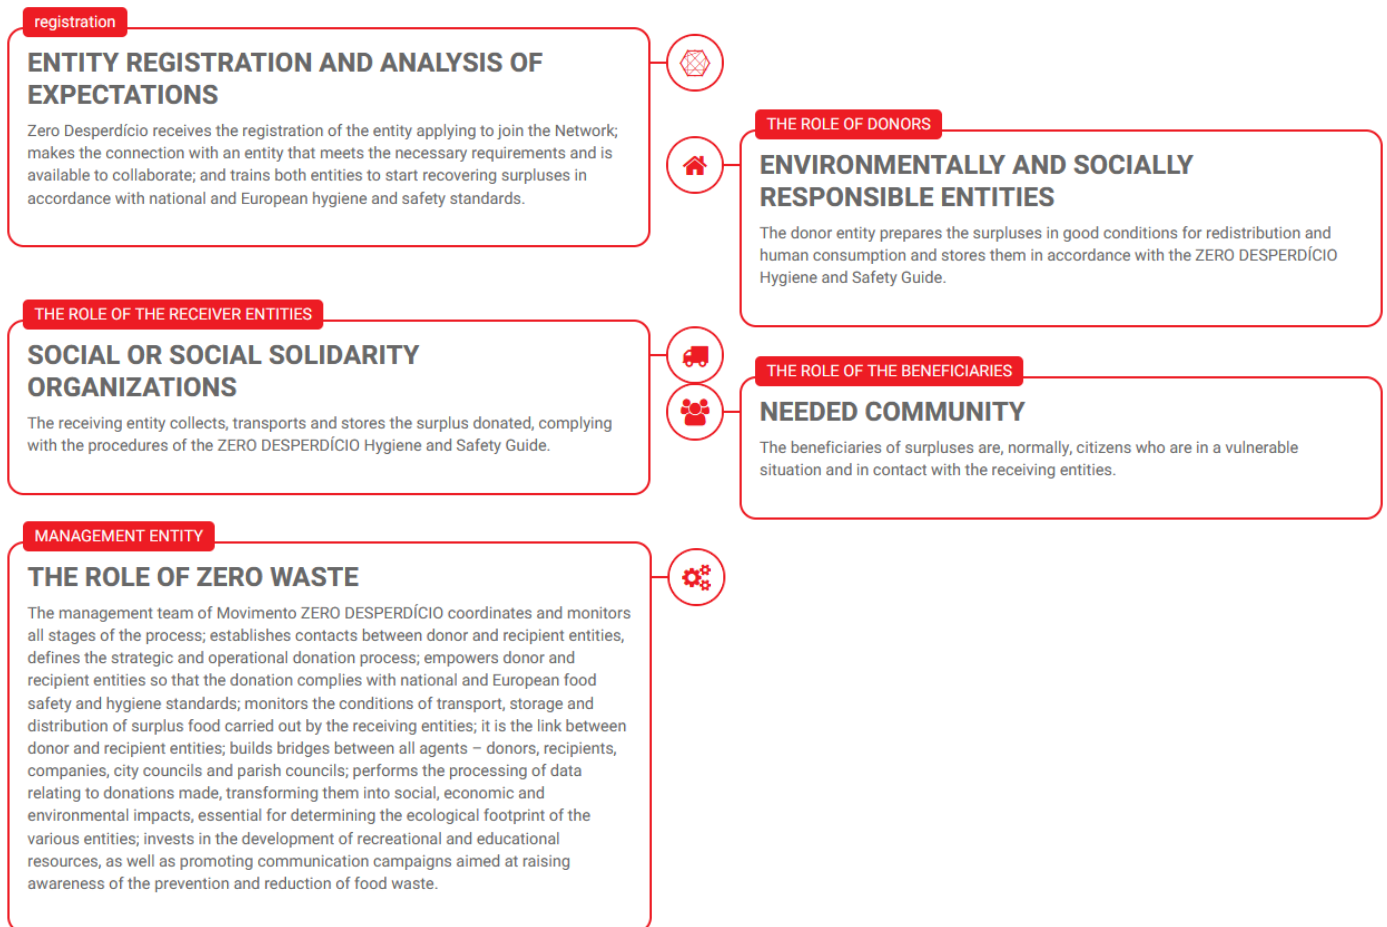 registration
ENTITY REGISTRATION AND ANALYSIS OF
EXPECTATIONS
Zero Desperdício receives the registration of the entity applying to join the Network;
makes the connection with an entity that meets the necessary requirements and is
available to collaborate; and trains both entities to start recovering surpluses in
accordance with national and European hygiene and safety standards.
THE ROLE OF DONORS
ENVIRONMENTALLY AND SOCIALLY
RESPONSIBLE ENTITIES
The donor entity prepares the surpluses in good conditions for redistribution and
human consumption and stores them in accordance with the ZERO DESPERDÍCIO
Hygiene and Safety Guide.
THE ROLE OF THE RECEIVER ENTITIES
SOCIAL OR SOCIAL SOLIDARITY
ORGANIZATIONS
The receiving entity collects, transports and stores the surplus donated, complying
with the procedures of the ZERO DESPERDÍCIO Hygiene and Safety Guide.
THE ROLE OF THE BENEFICIARIES
NEEDED COMMUNITY
The beneficiaries of surpluses are, normally, citizens who are in a vulnerable
situation and in contact with the receiving entities.
MANAGEMENT ENTITY
THE ROLE OF ZERO WASTE
The management team of Movimento ZERO DESPERDÍCIO coordinates and monitors
all stages of the process; establishes contacts between donor and recipient entities,
defines the strategic and operational donation process; empowers donor and
recipient entities so that the donation complies with national and European food
safety and hygiene standards; monitors the conditions of transport, storage and
distribution of surplus food carried out by the receiving entities; it is the link between
donor and recipient entities; builds bridges between all agents – donors, recipients,
companies, city councils and parish councils; performs the processing of data
relating to donations made, transforming them into social, economic and
environmental impacts, essential for determining the ecological footprint of the
various entities; invests in the development of recreational and educational
resources, as well as promoting communication campaigns aimed at raising
awareness of the prevention and reduction of food waste.